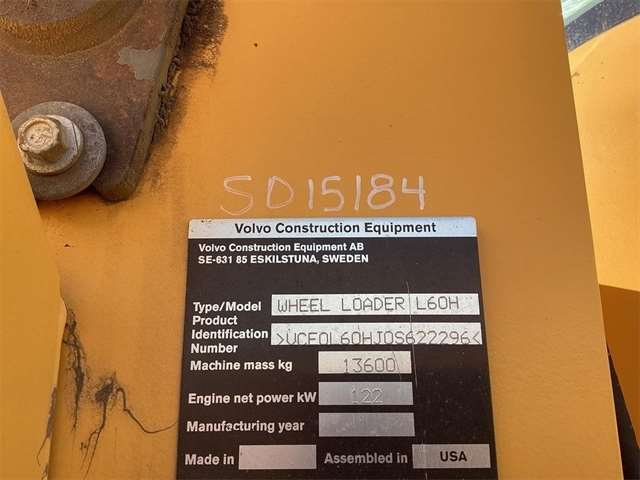 SD15184
Volvo Construction Equipment
Volvo Construction Equipment AB
SE-631 85 ESKILSTUNA, SWEDEN
Type/Model WHEEL LOADER L60H
Product
Identification >VCE0L60HJ0S622296<
Number
Machine mass kg 13600
Engine net power kW 122
Manufacturing year
Made in Assembled in USA